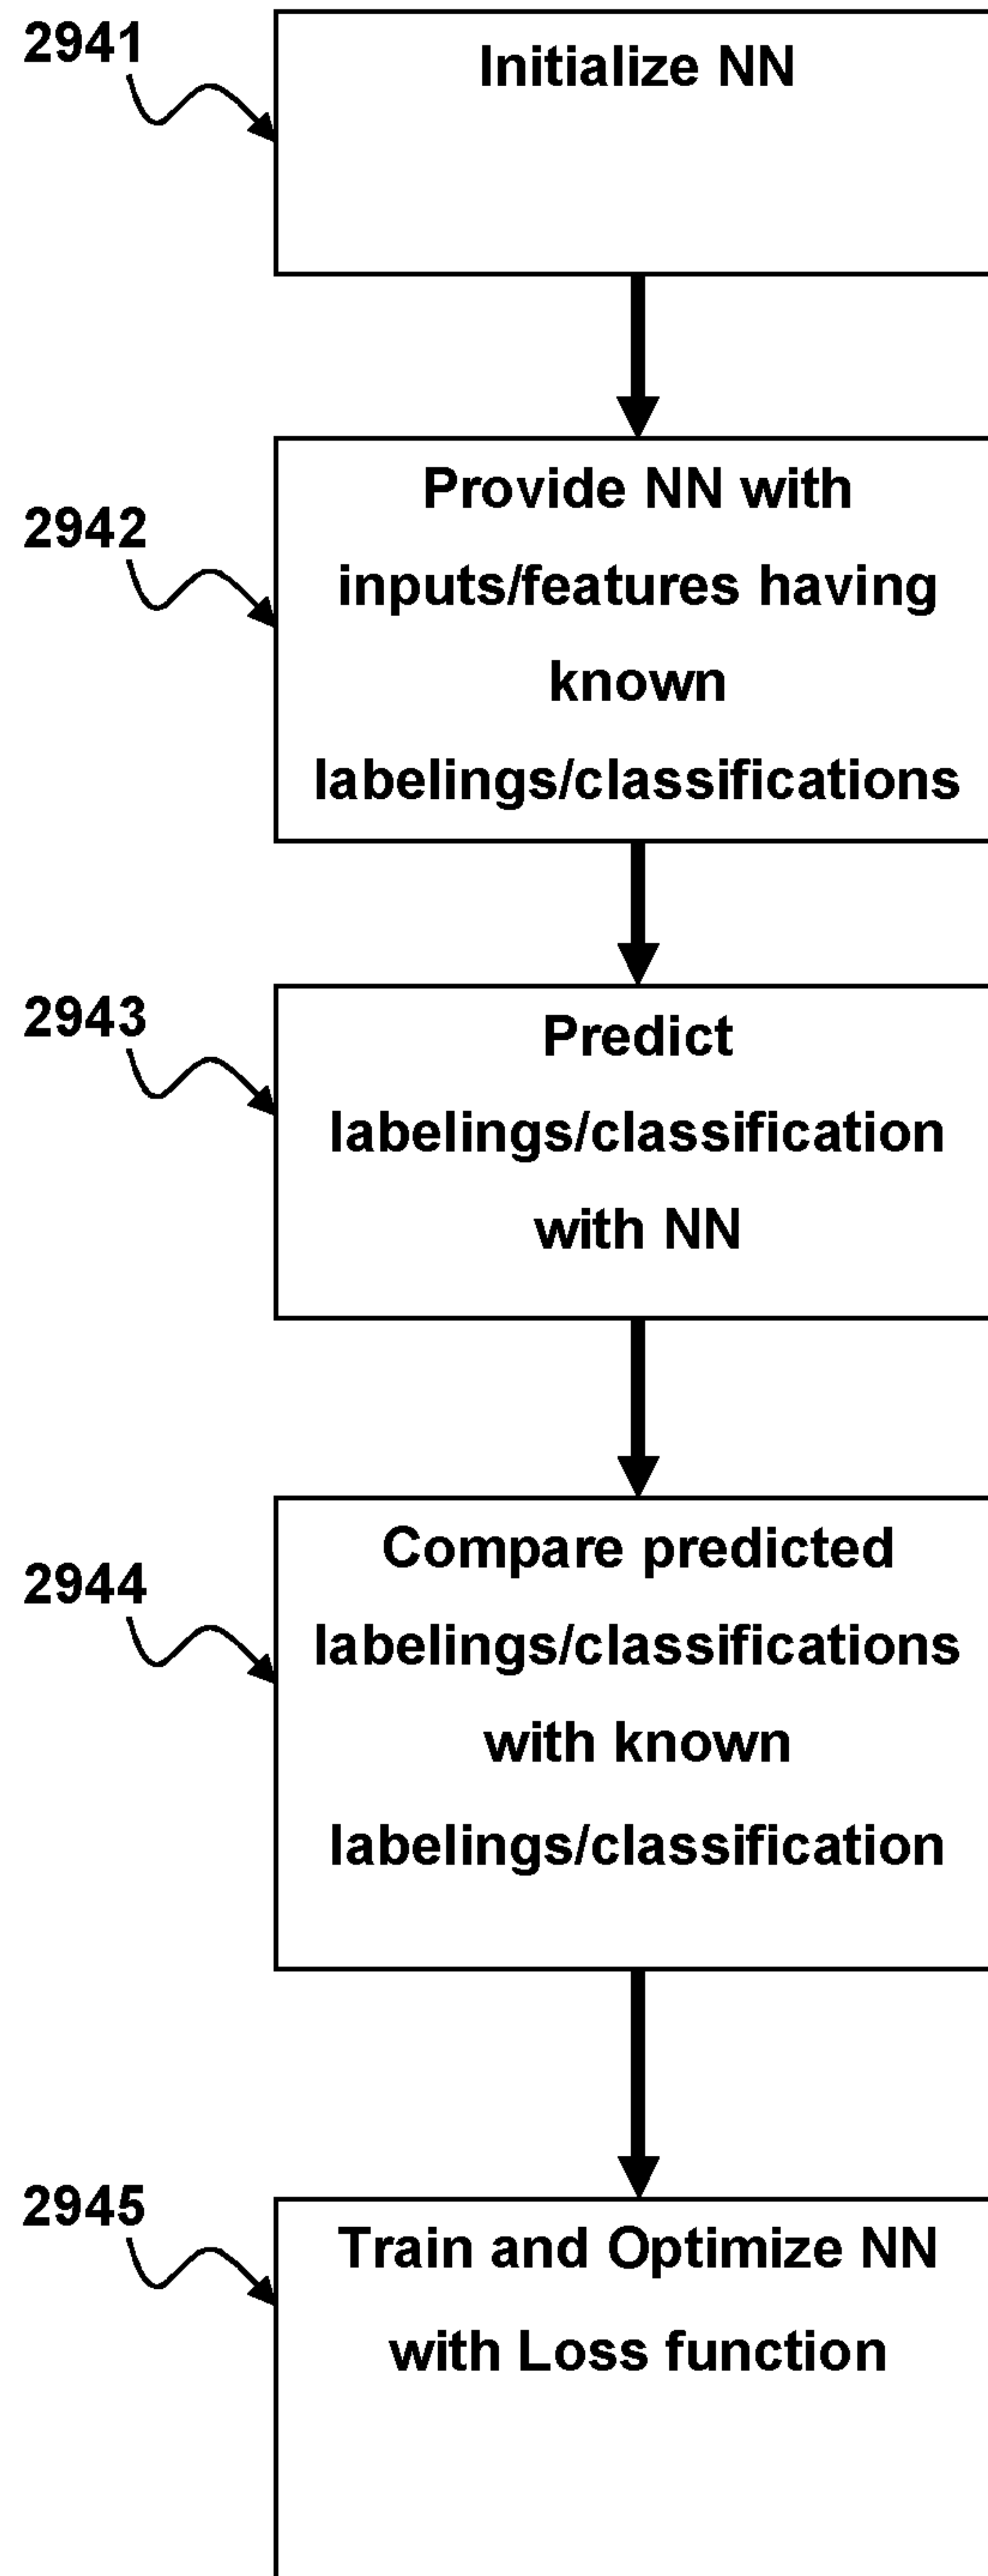 2941
Initialize NN
2942
Provide NN with
inputs/features having
known
labelings/classifications
2943
Predict
labelings/classification
with NN
2944
Compare predicted
labelings/classifications
with known
labelings/classification
2945
Train and Optimize NN
with Loss function